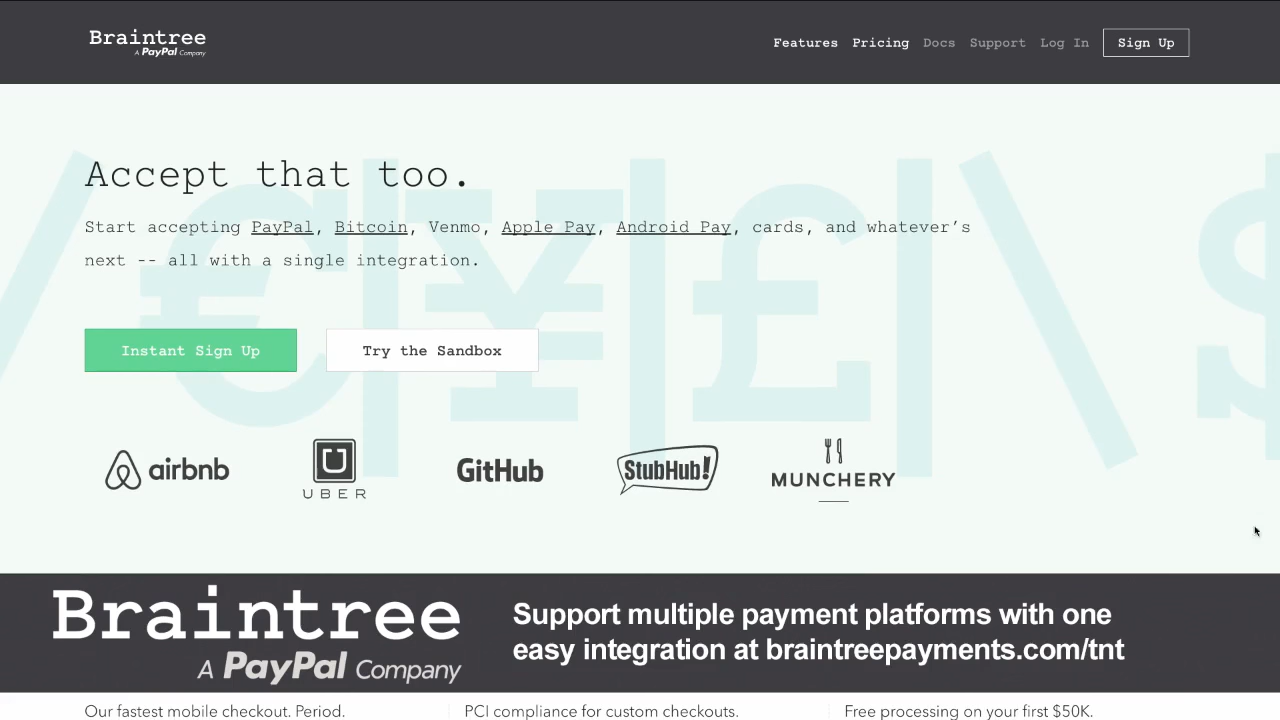 Braintree
A PayPal Company
Features Pricing Docs Support Log In Sign Up
Accept that too.
Start accepting PayPal, Bitcoin, Venmo, Apple Pay, Android Pay, cards, and whatever's
next -- all with a single integration.
Instant Sign Up Try the Sandbox
airbnb UBER GitHub StubHub! MUNCHERY
Braintree
A PayPal Company
Support multiple payment platforms with one
easy integration at braintreepayments.com/tnt
Our fastest mobile checkout. Period. PCI compliance for custom checkouts. Free processing on your first $50K.